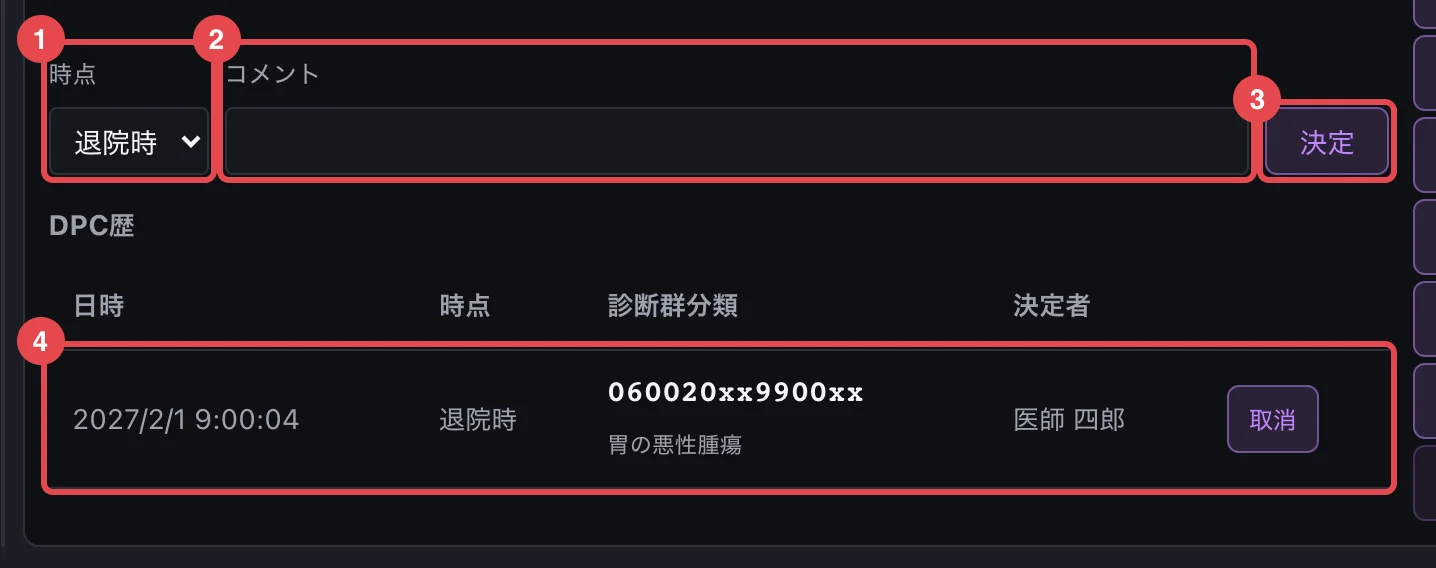 1
2
時点
コメント
3
退院時
決定
DPC歴
日時 時点 診断群分類 決定者
4
2027/2/1 9:00:04 退院時 060020xx9900xx 医師 四郎 取消
胃の悪性腫瘍